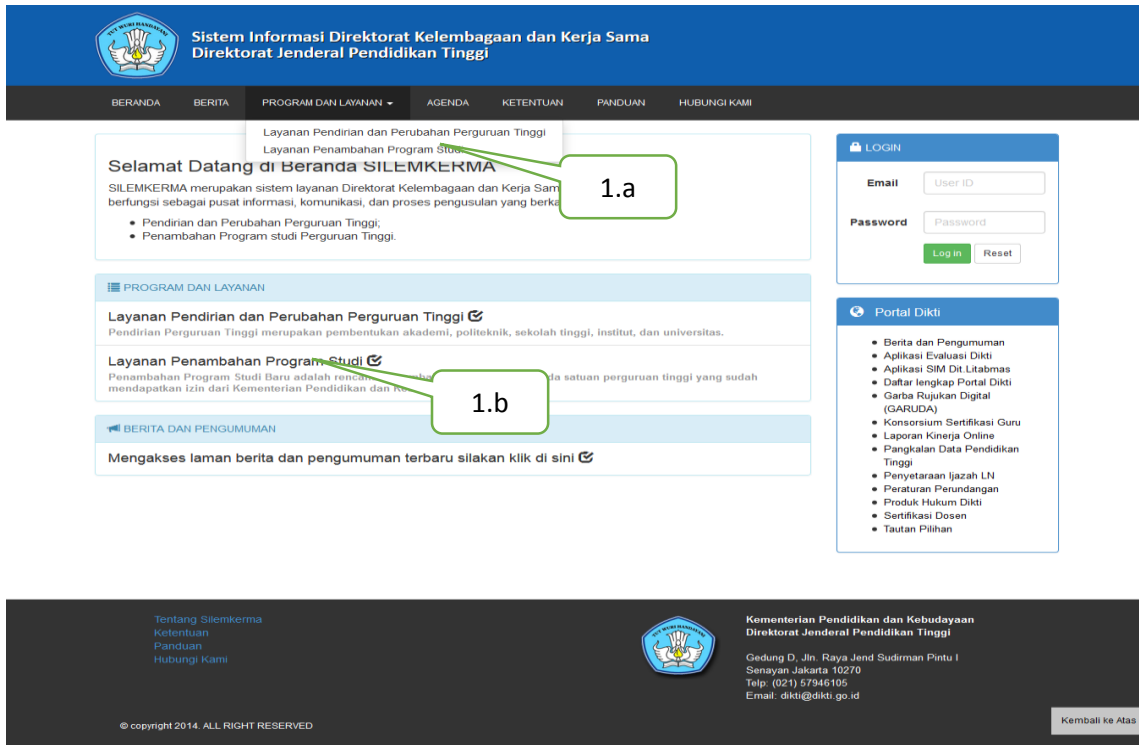 Sistem Informasi Direktorat Kelembagaan dan Kerja Sama
Direktorat Jenderal Pendidikan Tinggi
BERANDA BERITA PROGRAM DAN LAYANAN AGENDA KETENTUAN PANDUAN HUBUNGI KAMI
Layanan Pendirian dan Perubahan Perguruan Tinggi
Layanan Penambahan Program Studi
1.a
Selamat Datang di Beranda SILEMKERMA
SILEMKERMA merupakan sistem layanan Direktorat Kelembagaan dan Kerja Sam
berfungsi sebagai pusat informasi, komunikasi, dan proses pengusulan yang berka
• Pendirian dan Perubahan Perguruan Tinggi;
• Penambahan Program studi Perguruan Tinggi.
PROGRAM DAN LAYANAN
Layanan Pendirian dan Perubahan Perguruan Tinggi
Pendirian Perguruan Tinggi merupakan pembentukan akademi, politeknik, sekolah tinggi, institut, dan universitas.
Layanan Penambahan Program Studi
Penambahan Program Studi Baru adalah rencan mba da satuan perguruan tinggi yang sudah
mendapatkan izin dari Kementerian Pendidikan dan Ke
1.b
BERITA DAN PENGUMUMAN
Mengakses laman berita dan pengumuman terbaru silakan klik di sini
LOGIN
Email User ID
Password Password
Log in Reset
Portal Dikti
• Berita dan Pengumuman
• Aplikasi Evaluasi Dikti
• Aplikasi SIM Dit.Litabmas
• Daftar lengkap Portal Dikti
• Garba Rujukan Digital
(GARUDA)
• Konsorsium Sertifikasi Guru
• Laporan Kinerja Online
• Pangkalan Data Pendidikan
Tinggi
• Penyetaraan Ijazah LN
• Peraturan Perundangan
• Produk Hukum Dikti
• Sertifikasi Dosen
• Tautan Pilihan
Tentang Silemkerma
Ketentuan
Panduan
Hubungi Kami
Kementerian Pendidikan dan Kebudayaan
Direktorat Jenderal Pendidikan Tinggi
Gedung D, Jln. Raya Jend Sudirman Pintu I
Senayan Jakarta 10270
Telp: (021) 57946105
Email: dikti@dikti.go.id
© copyright 2014. ALL RIGHT RESERVED
Kembali ke Atas